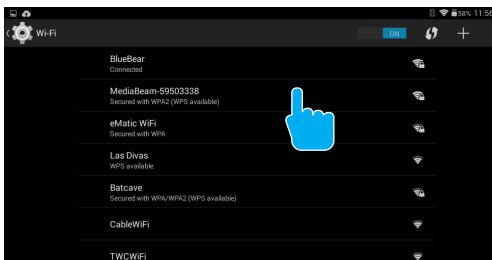 58% 11:56
Wi-Fi
ON
BlueBear
Connected
MediaBeam-59503338
Secured with WPA2 (WPS available)
eMatic WiFi
Secured with WPA
Las Divas
WPS available
Batcave
Secured with WPA/WPA2 (WPS available)
CableWiFi
TWCWiFi